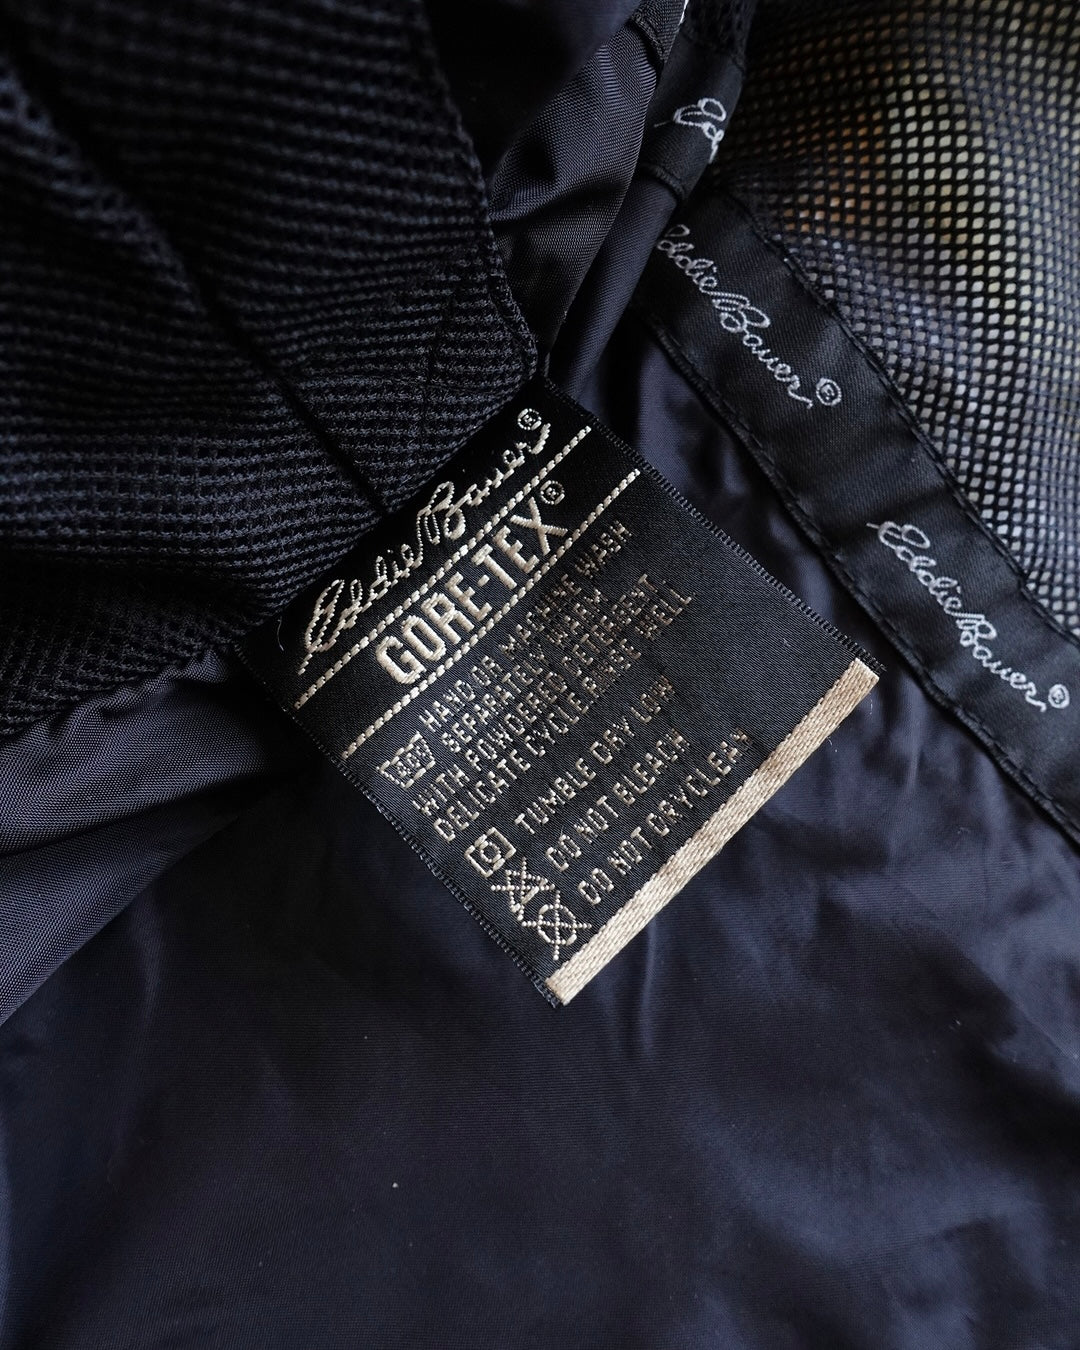 Eddie Bauer®
Eddie Bauer®
Eddie Bauer®
GORE-TEX®
HAND OR MACHINE WASH
SEPARATELY WARM
WITH POWDERED DETERGENT
DELICATE CYCLE RINSE WELL
TUMBLE DRY LOW
DO NOT BLEACH
DO NOT DRYCLEAN